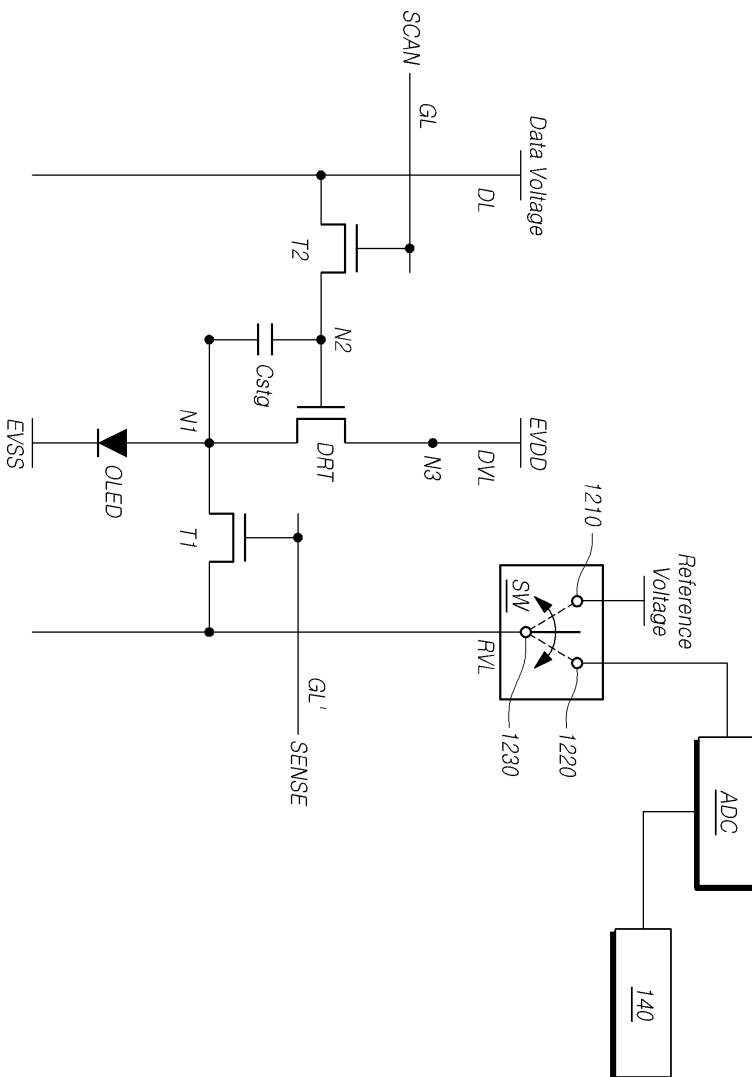 ADC
140
Reference
Voltage
1210
1220
Data Voltage
EVDD
SW
1230
DL
DVL
RVL
GL
SCAN
N3
N2
DRT
GL'
SENSE
T2
Cstg
N1
T1
OLED
EVSS